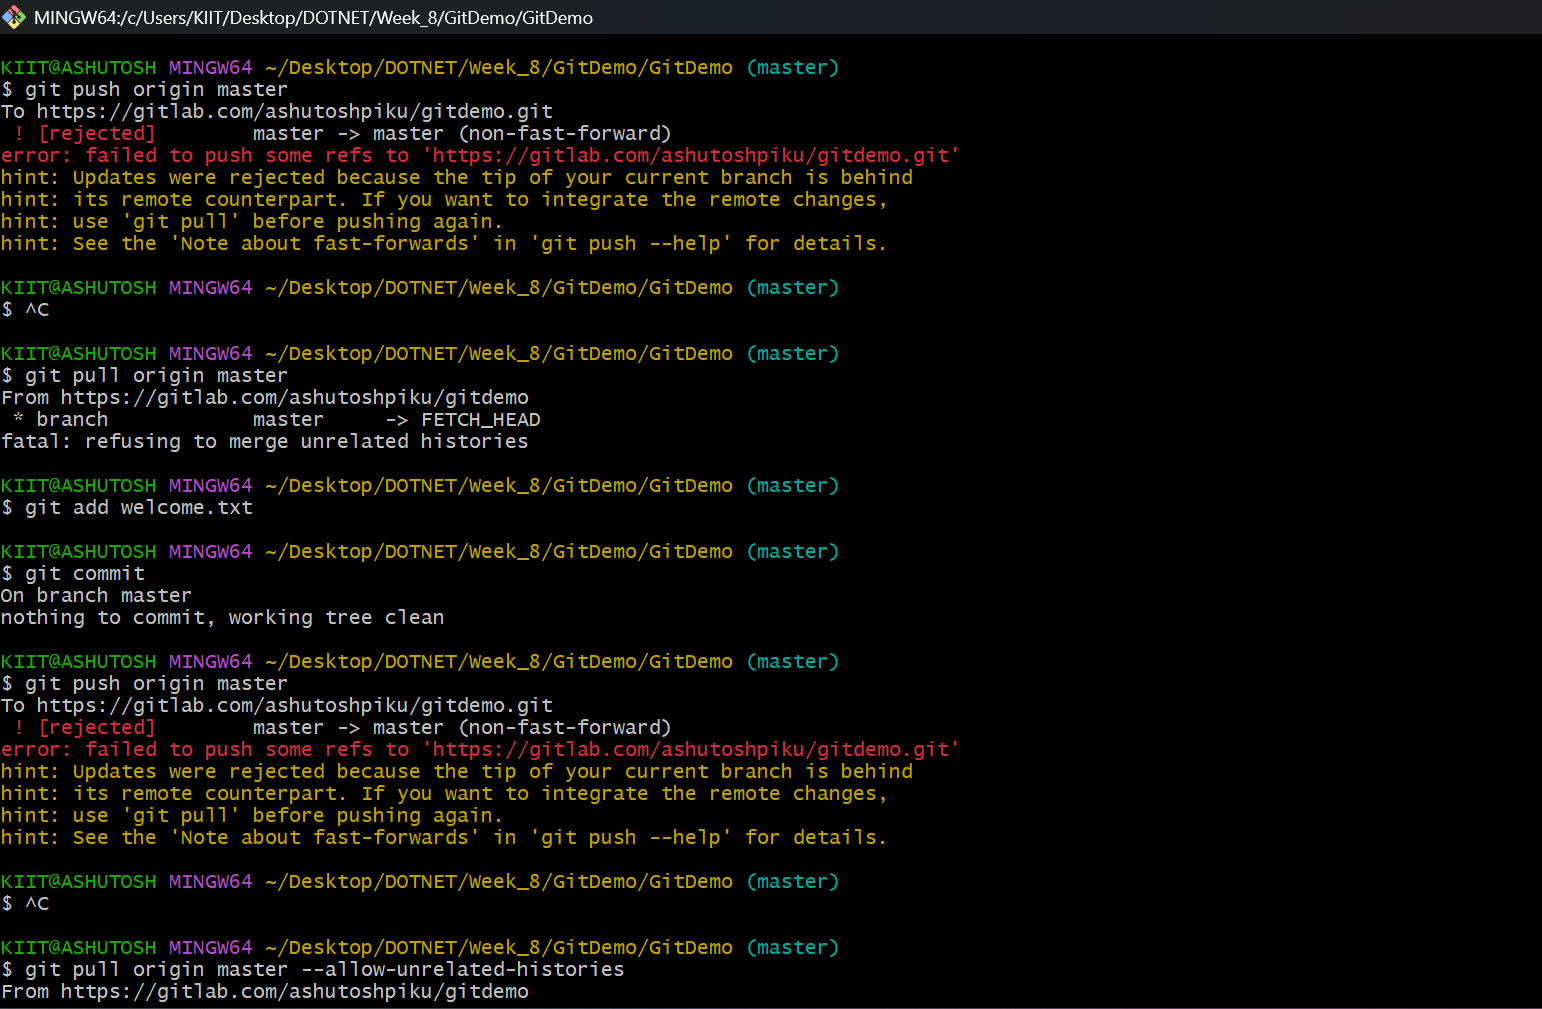 MINGW64:/c/Users/KIIT/Desktop/DOTNET/Week_8/GitDemo/GitDemo
KIIT@ASHUTOSH MINGW64 ~/Desktop/DOTNET/Week_8/GitDemo/GitDemo (master)
$ git push origin master
To https://gitlab.com/ashutoshpiku/gitdemo.git
 ! [rejected]        master -> master (non-fast-forward)
error: failed to push some refs to 'https://gitlab.com/ashutoshpiku/gitdemo.git'
hint: Updates were rejected because the tip of your current branch is behind
hint: its remote counterpart. If you want to integrate the remote changes,
hint: use 'git pull' before pushing again.
hint: See the 'Note about fast-forwards' in 'git push --help' for details.
KIIT@ASHUTOSH MINGW64 ~/Desktop/DOTNET/Week_8/GitDemo/GitDemo (master)
$ ^C
KIIT@ASHUTOSH MINGW64 ~/Desktop/DOTNET/Week_8/GitDemo/GitDemo (master)
$ git pull origin master
From https://gitlab.com/ashutoshpiku/gitdemo
 * branch            master     -> FETCH_HEAD
fatal: refusing to merge unrelated histories
KIIT@ASHUTOSH MINGW64 ~/Desktop/DOTNET/Week_8/GitDemo/GitDemo (master)
$ git add welcome.txt
KIIT@ASHUTOSH MINGW64 ~/Desktop/DOTNET/Week_8/GitDemo/GitDemo (master)
$ git commit
On branch master
nothing to commit, working tree clean
KIIT@ASHUTOSH MINGW64 ~/Desktop/DOTNET/Week_8/GitDemo/GitDemo (master)
$ git push origin master
To https://gitlab.com/ashutoshpiku/gitdemo.git
 ! [rejected]        master -> master (non-fast-forward)
error: failed to push some refs to 'https://gitlab.com/ashutoshpiku/gitdemo.git'
hint: Updates were rejected because the tip of your current branch is behind
hint: its remote counterpart. If you want to integrate the remote changes,
hint: use 'git pull' before pushing again.
hint: See the 'Note about fast-forwards' in 'git push --help' for details.
KIIT@ASHUTOSH MINGW64 ~/Desktop/DOTNET/Week_8/GitDemo/GitDemo (master)
$ ^C
KIIT@ASHUTOSH MINGW64 ~/Desktop/DOTNET/Week_8/GitDemo/GitDemo (master)
$ git pull origin master --allow-unrelated-histories
From https://gitlab.com/ashutoshpiku/gitdemo